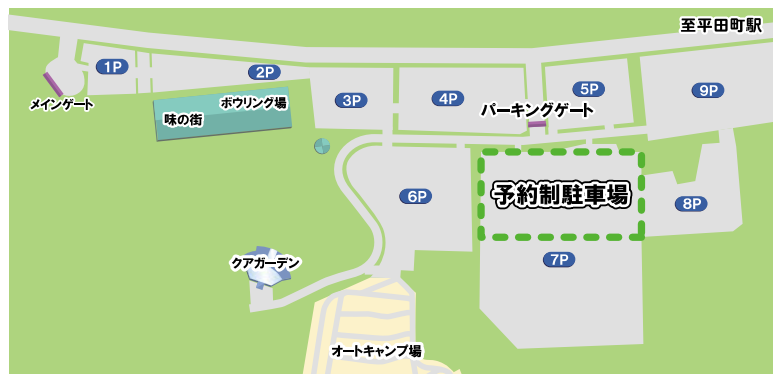 至平田町駅
1P
2P
3P
4P
5P
9P
メインゲート
ボウリング場
味の街
パーキングゲート
6P
予約制駐車場
8P
7P
クアガーデン
オートキャンプ場